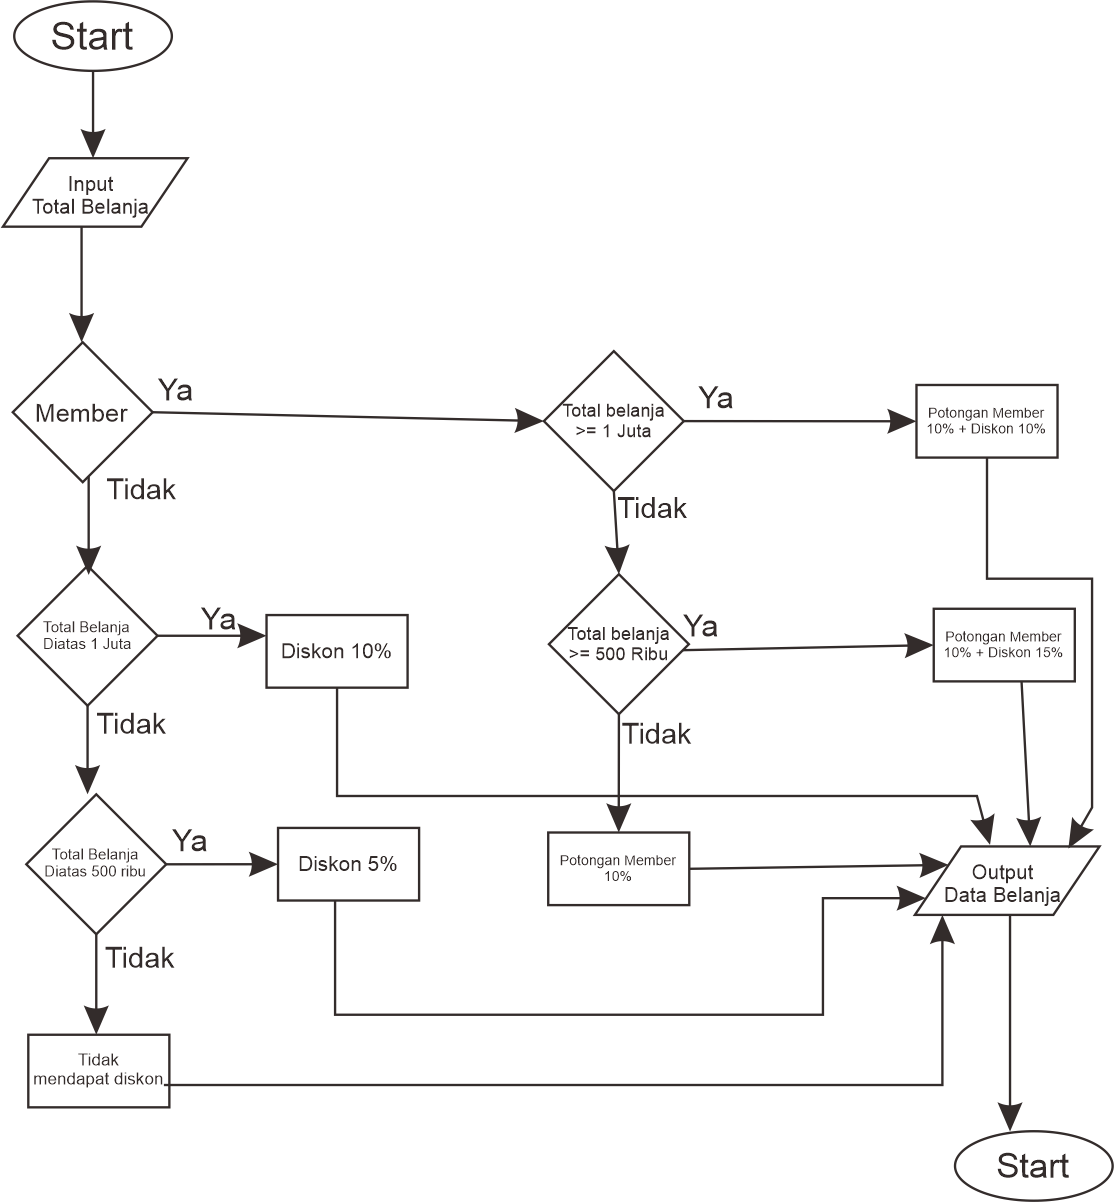 Start
Input
Total Belanja
Member
Ya
Total belanja
>= 1 Juta
Ya
Potongan Member
10% + Diskon 10%
Tidak
Tidak
Total Belanja
Diatas 1 Juta
Ya
Diskon 10%
Total belanja
>= 500 Ribu
Ya
Potongan Member
10% + Diskon 15%
Tidak
Tidak
Total Belanja
Diatas 500 ribu
Ya
Diskon 5%
Potongan Member
10%
Output
Data Belanja
Tidak
Tidak
mendapat diskon
Start